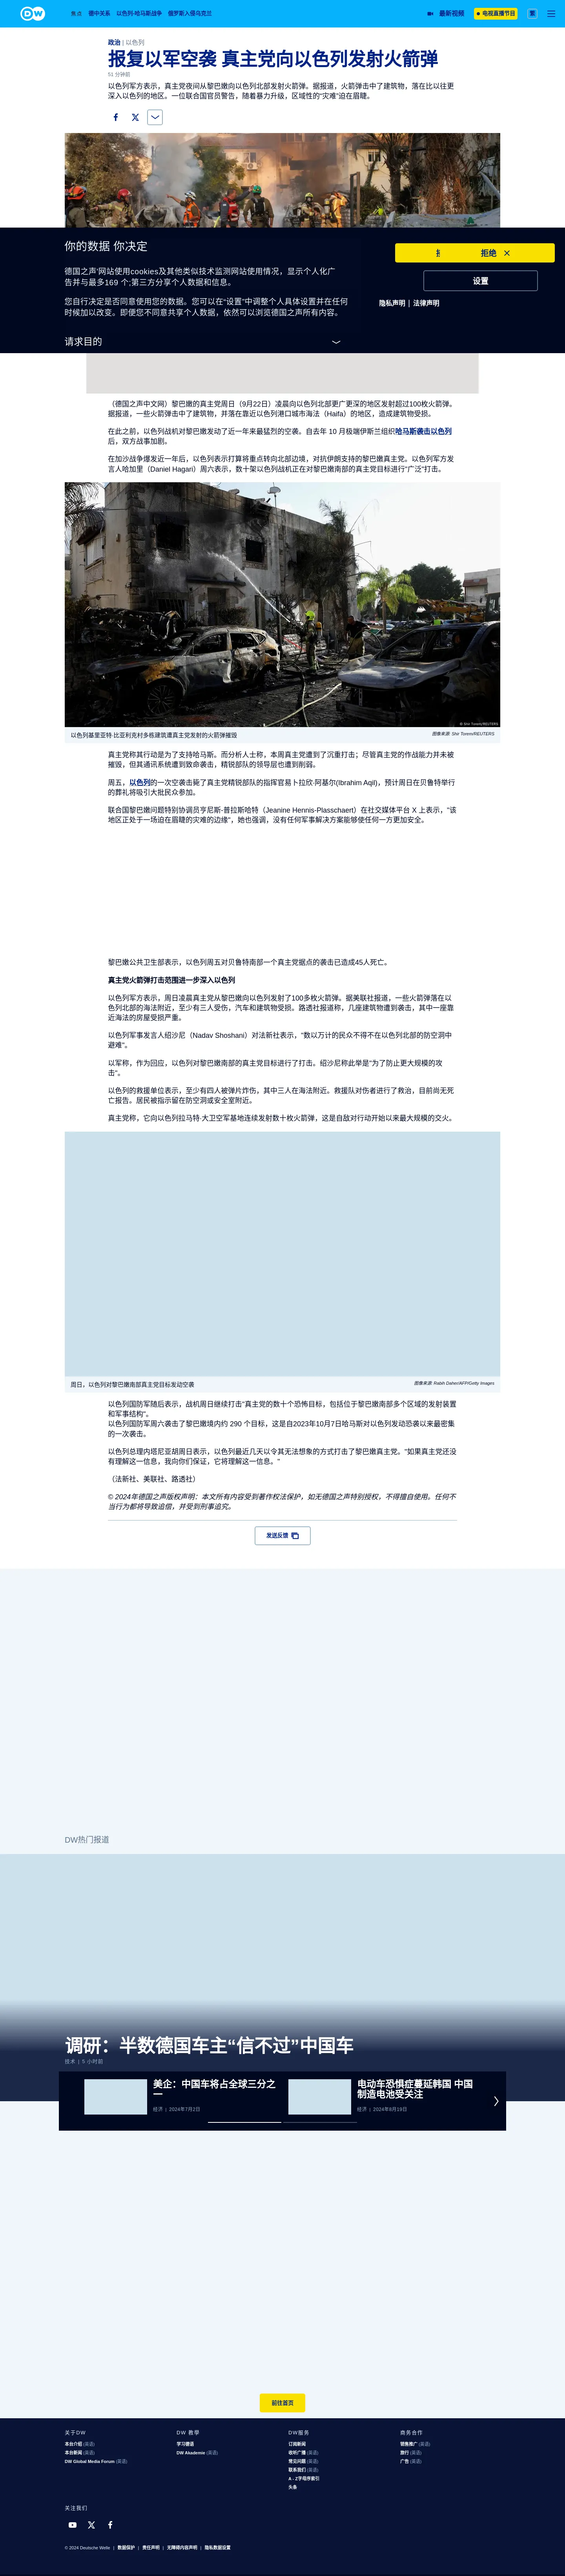 DW
焦点 德中关系 以色列-哈马斯战争 俄罗斯入侵乌克兰 最新视频 电视直播节目 繁
政治 | 以色列
报复以军空袭 真主党向以色列发射火箭弹
51 分钟前
以色列军方表示，真主党夜间从黎巴嫩向以色列北部发射火箭弹。据报道，火箭弹击中了建筑物，落在比以往更
深入以色列的地区。一位联合国官员警告，随着暴力升级，区域性的"灾难"迫在眉睫。
你的数据 你决定
德国之声'网站使用cookies及其他类似技术监测网站使用情况，显示个人化广
告并与最多169 个;第三方分享个人数据和信息。
您自行决定是否同意使用您的数据。您可以在"设置"中调整个人具体设置并在任何
时候加以改变。即便您不同意共享个人数据，依然可以浏览德国之声所有内容。
请求目的
拒绝
设置
隐私声明 | 法律声明
（德国之声中文网）黎巴嫩的真主党周日（9月22日）凌晨向以色列北部更广更深的地区发射超过100枚火箭弹。
据报道，一些火箭弹击中了建筑物，并落在靠近以色列港口城市海法（Haifa）的地区，造成建筑物受损。
在此之前，以色列战机对黎巴嫩发动了近一年来最猛烈的空袭。自去年 10 月极端伊斯兰组织哈马斯袭击以色列
后，双方战事加剧。
在加沙战争爆发近一年后，以色列表示打算将重点转向北部边境，对抗伊朗支持的黎巴嫩真主党。以色列军方发
言人哈加里（Daniel Hagari）周六表示，数十架以色列战机正在对黎巴嫩南部的真主党目标进行"广泛"打击。
© Shir Torem/REUTERS
以色列基里亚特·比亚利克村多栋建筑遭真主党发射的火箭弹摧毁
图像来源: Shir Torem/REUTERS
真主党称其行动是为了支持哈马斯。而分析人士称，本周真主党遭到了沉重打击；尽管真主党的作战能力并未被
摧毁，但其通讯系统遭到致命袭击，精锐部队的领导层也遭到削弱。
周五，以色列的一次空袭击毙了真主党精锐部队的指挥官易卜拉欣·阿基尔(Ibrahim Aqil)，预计周日在贝鲁特举行
的葬礼将吸引大批民众参加。
联合国黎巴嫩问题特别协调员亨尼斯-普拉斯哈特（Jeanine Hennis-Plasschaert）在社交媒体平台 X 上表示，"该
地区正处于一场迫在眉睫的灾难的边缘"，她也强调，没有任何军事解决方案能够使任何一方更加安全。
黎巴嫩公共卫生部表示，以色列周五对贝鲁特南部一个真主党据点的袭击已造成45人死亡。
真主党火箭弹打击范围进一步深入以色列
以色列军方表示，周日凌晨真主党从黎巴嫩向以色列发射了100多枚火箭弹。据美联社报道，一些火箭弹落在以
色列北部的海法附近，至少有三人受伤，汽车和建筑物受损。路透社报道称，几座建筑物遭到击击，其中一座靠
近海法的房屋受损严重。
以色列军事发言人绍沙尼（Nadav Shoshani）对法新社表示，"数以万计的民众不得不在以色列北部的防空洞中
避难"。
以军称，作为回应，以色列对黎巴嫩南部的真主党目标进行了打击。绍沙尼称此举是"为了防止更大规模的攻
击"。
以色列的救援单位表示，至少有四人被弹片炸伤，其中三人在海法附近。救援队对伤者进行了救治，目前尚无死
亡报告。居民被指示留在防空洞或安全室附近。
真主党称，它向以色列拉马特·大卫空军基地连续发射数十枚火箭弹，这是自敌对行动开始以来最大规模的交火。
周日，以色列对黎巴嫩南部真主党目标发动空袭
图像来源: Rabih Daher/AFP/Getty Images
以色列国防军随后表示，战机周日继续打击"真主党的数十个恐怖目标，包括位于黎巴嫩南部多个区域的发射装置
和军事结构"。
以色列国防军周六袭击了黎巴嫩境内约 290 个目标，这是自2023年10月7日哈马斯对以色列发动恐袭以来最密集
的一次袭击。
以色列总理内塔尼亚胡周日表示，以色列最近几天以令其无法想象的方式打击了黎巴嫩真主党。"如果真主党还没
有理解这一信息，我向你们保证，它将理解这一信息。"
（法新社、美联社、路透社）
© 2024年德国之声版权声明：本文所有内容受到著作权法保护，如无德国之声特别授权，不得擅自使用。任何不
当行为都将导致追偿，并受到刑事追究。
发送反馈
DW热门报道
调研：半数德国车主“信不过”中国车
技术 | 5 小时前
美企：中国车将占全球三分之
一
经济 | 2024年7月2日
电动车恐惧症蔓延韩国 中国
制造电池受关注
经济 | 2024年9月19日
前往首页
关于DW
本台介绍 (英语)
本台新闻 (英语)
DW Global Media Forum (英语)
DW 教学
学习德语
DW Akademie (英语)
DW服务
订阅新闻
收听广播 (英语)
常见问题 (英语)
联系我们 (英语)
A - Z字母序索引
头条
商务合作
销售推广 (英语)
旅行 (英语)
广告 (英语)
关注我们
© 2024 Deutsche Welle | 数据保护 | 责任声明 | 无障碍内容声明 | 隐私数据设置